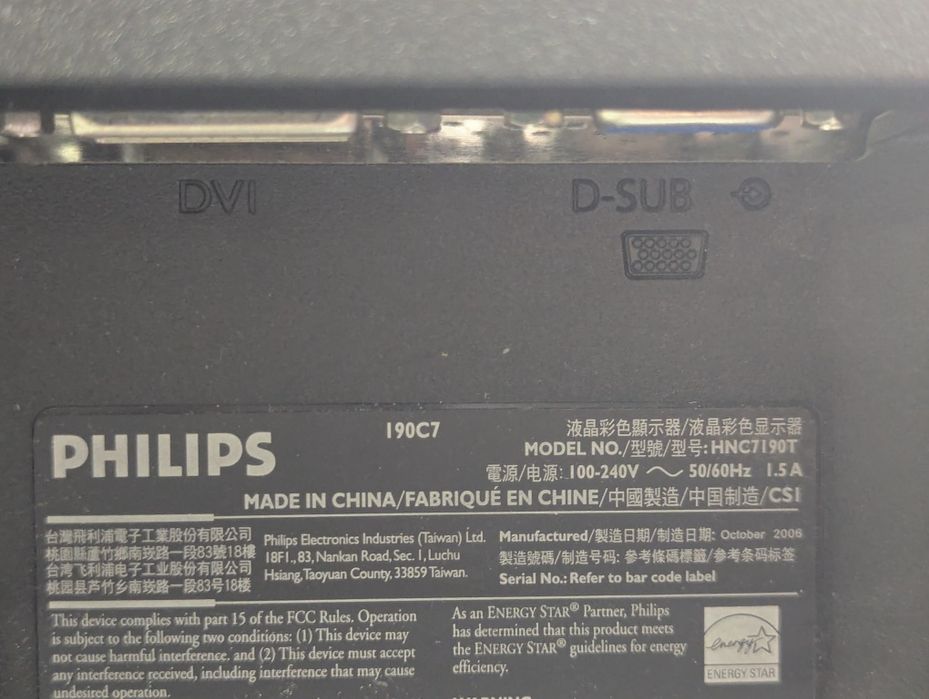 DVI
D-SUB
PHILIPS
190C7
液晶彩色顯示器/液晶彩色显示器
MODEL NO./型號/型号: HNC7190T
電源/电源: 100-240V ～ 50/60Hz 1.5A
MADE IN CHINA/FABRIQUÉ EN CHINE/中國製造/中国制造/CSI
台灣飛利浦電子工業股份有限公司
桃園縣蘆竹鄉南崁路一段83號18樓
台湾飞利浦电子工业股份有限公司
桃园县芦竹乡南崁路一段83号18楼
Philips Electronics Industries (Taiwan) Ltd.
18F1., 83, Nankan Road, Sec. 1, Luchu
Hsiang, Taoyuan County, 33859 Taiwan.
Manufactured/製造日期/制造日期: October 2006
製造號碼/制造号码: 參考條碼標籤/参考条码标签
Serial No.: Refer to bar code label
This device complies with part 15 of the FCC Rules. Operation
is subject to the following two conditions: (1) This device may
not cause harmful interference, and (2) This device must accept
any interference received, including interference that may cause
undesired operation.
As an ENERGY STAR® Partner, Philips
has determined that this product meets
the ENERGY STAR® guidelines for energy
efficiency.
energy
ENERGY STAR